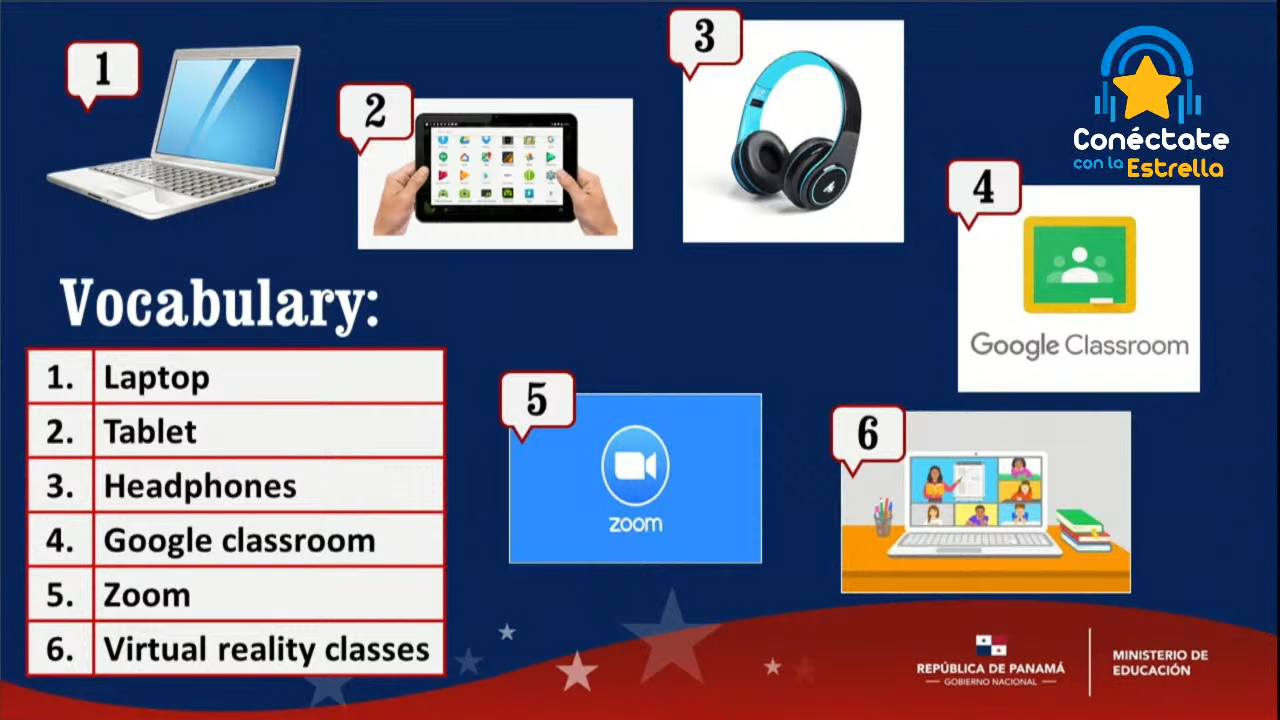 1
2
3
Conéctate
con la Estrella
4
Google Classroom
Vocabulary:
1. Laptop
2. Tablet
3. Headphones
4. Google classroom
5. Zoom
6. Virtual reality classes
5
zoom
6
REPÚBLICA DE PANAMÁ
— GOBIERNO NACIONAL —
MINISTERIO DE
EDUCACIÓN